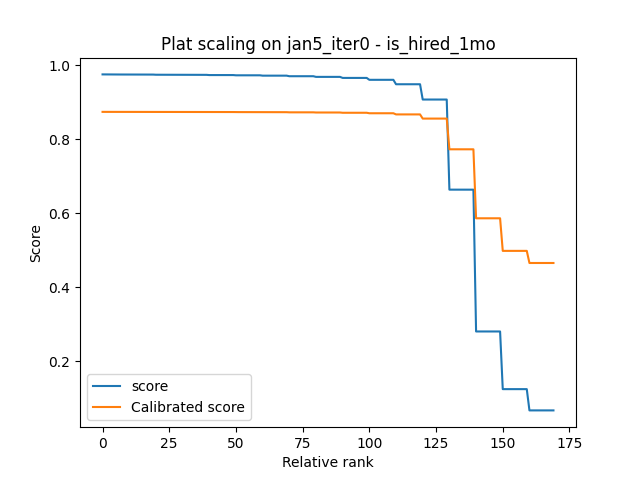 Plat scaling on jan5_iter0 - is_hired_1mo
1.0
0.8
0.6
0.4
0.2
Score
score
Calibrated score
0 25 50 75 100 125 150 175
Relative rank